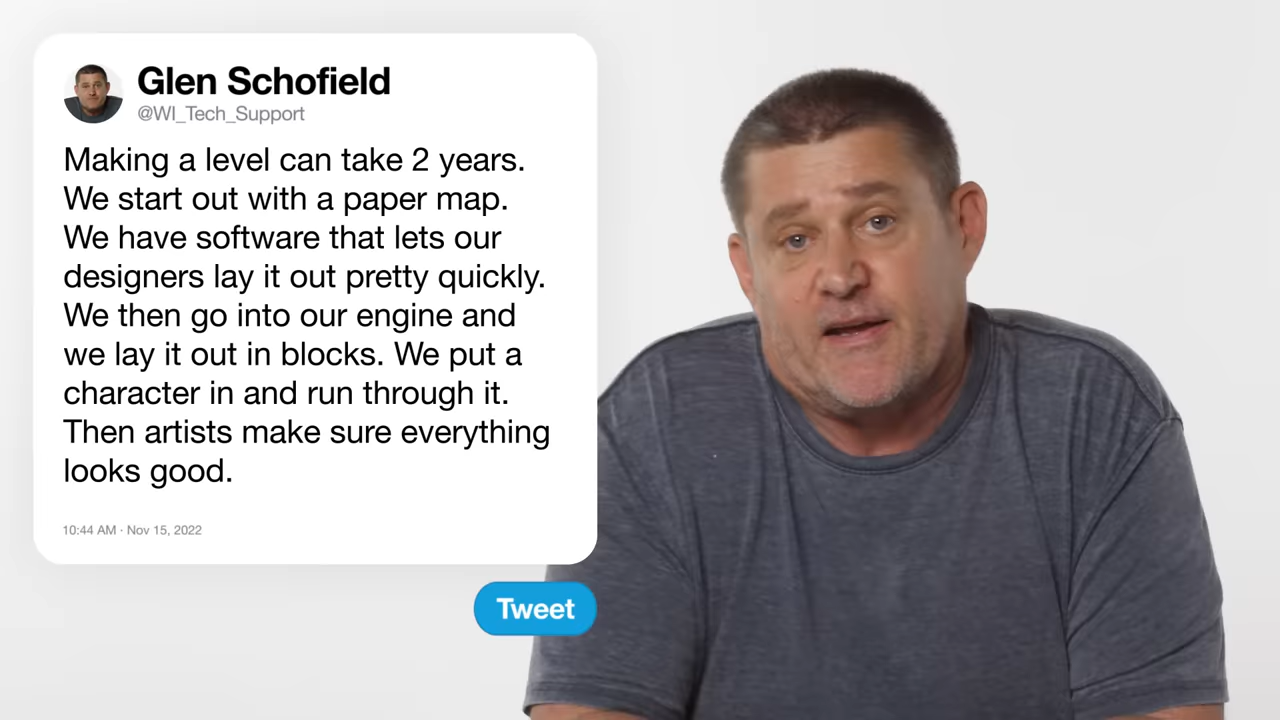 Glen Schofield
@WI_Tech_Support
Making a level can take 2 years.
We start out with a paper map.
We have software that lets our
designers lay it out pretty quickly.
We then go into our engine and
we lay it out in blocks. We put a
character in and run through it.
Then artists make sure everything
looks good.
10:44 AM · Nov 15, 2022
Tweet